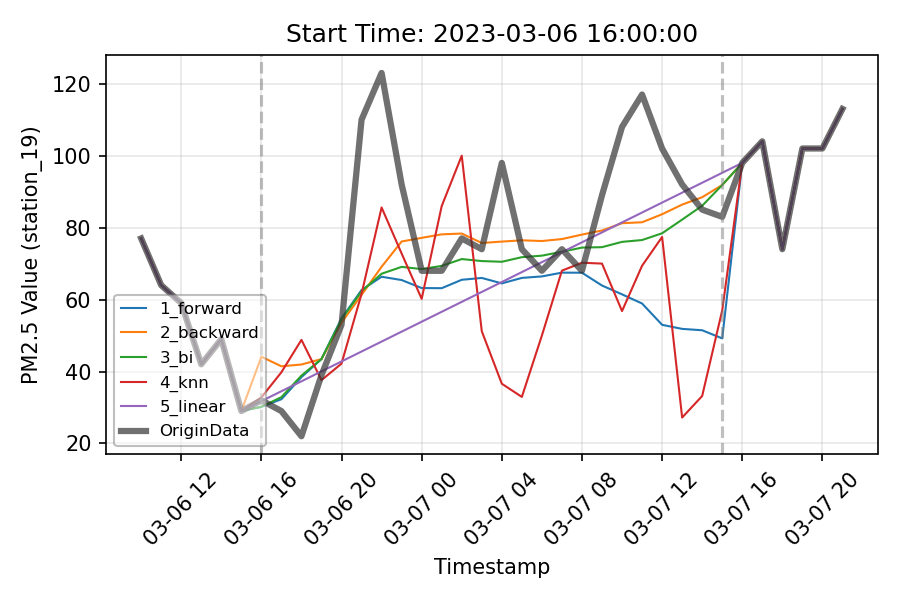 Start Time: 2023-03-06 16:00:00
PM2.5 Value (station_19)
120
100
80
60
40
20
1_forward
2_backward
3_bi
4_knn
5_linear
OriginData
03-06 12
03-06 16
03-06 20
03-07 00
03-07 04
03-07 08
03-07 12
03-07 16
03-07 20
Timestamp